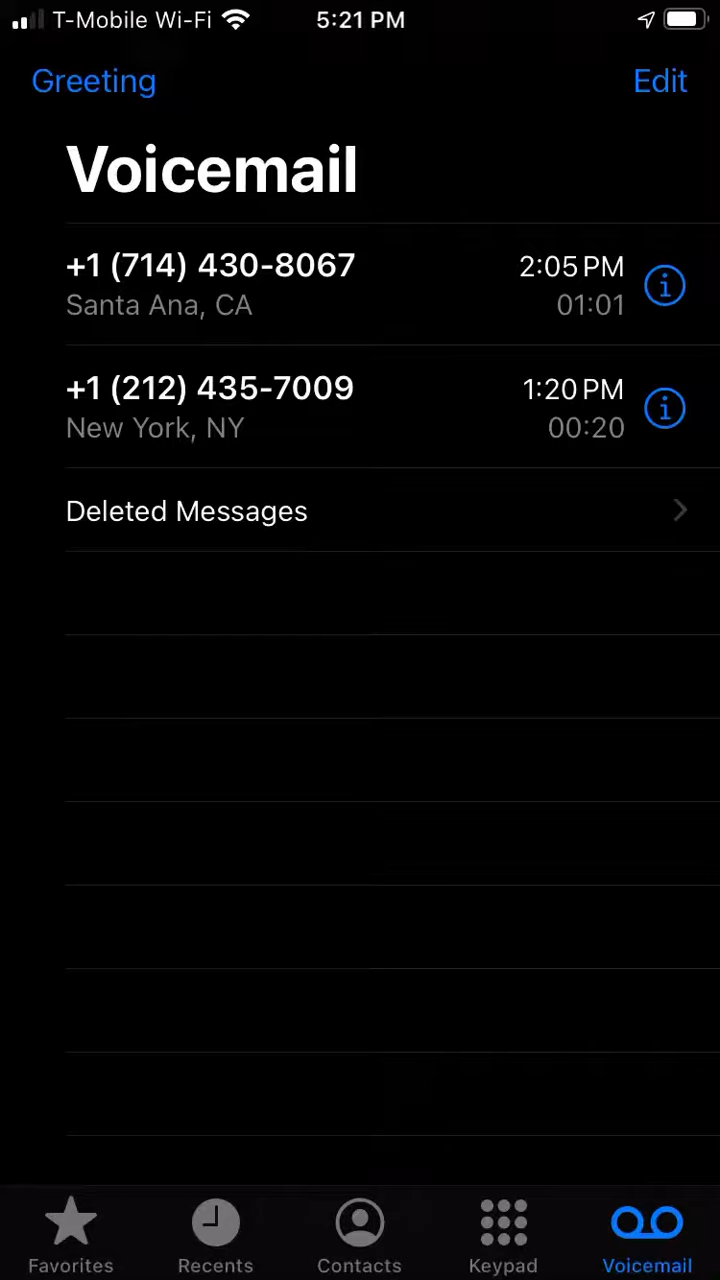 T-Mobile Wi-Fi 5:21 PM
Greeting Edit
Voicemail
+1 (714) 430-8067 2:05 PM
Santa Ana, CA 01:01
+1 (212) 435-7009 1:20 PM
New York, NY 00:20
Deleted Messages
Favorites Recents Contacts Keypad Voicemail